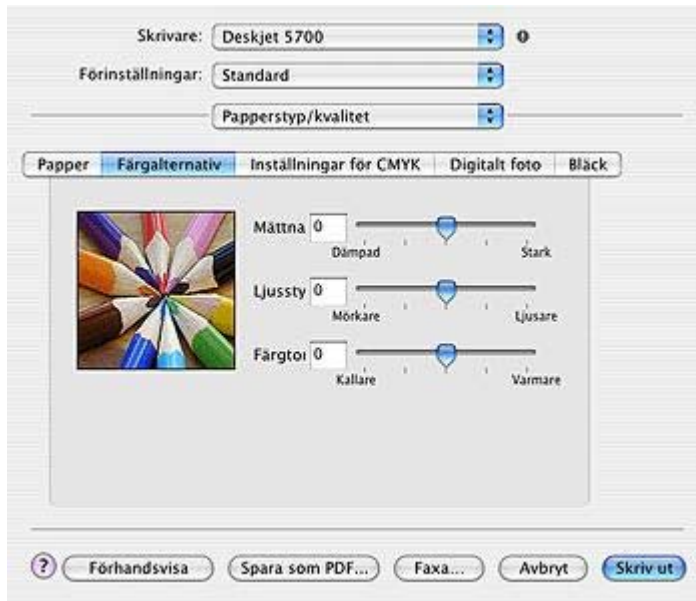 Skrivare: Deskjet 5700
Förinställningar: Standard
Papperstyp/kvalitet
Papper Färgalternativ Inställningar för CMYK Digitalt foto Bläck
Mättna 0
Dämpad Stark
Ljussty 0
Mörkare Ljusare
Färgtoi 0
Kallare Varmare
? Förhandsvisa Spara som PDF... Faxa... Avbryt Skriv ut